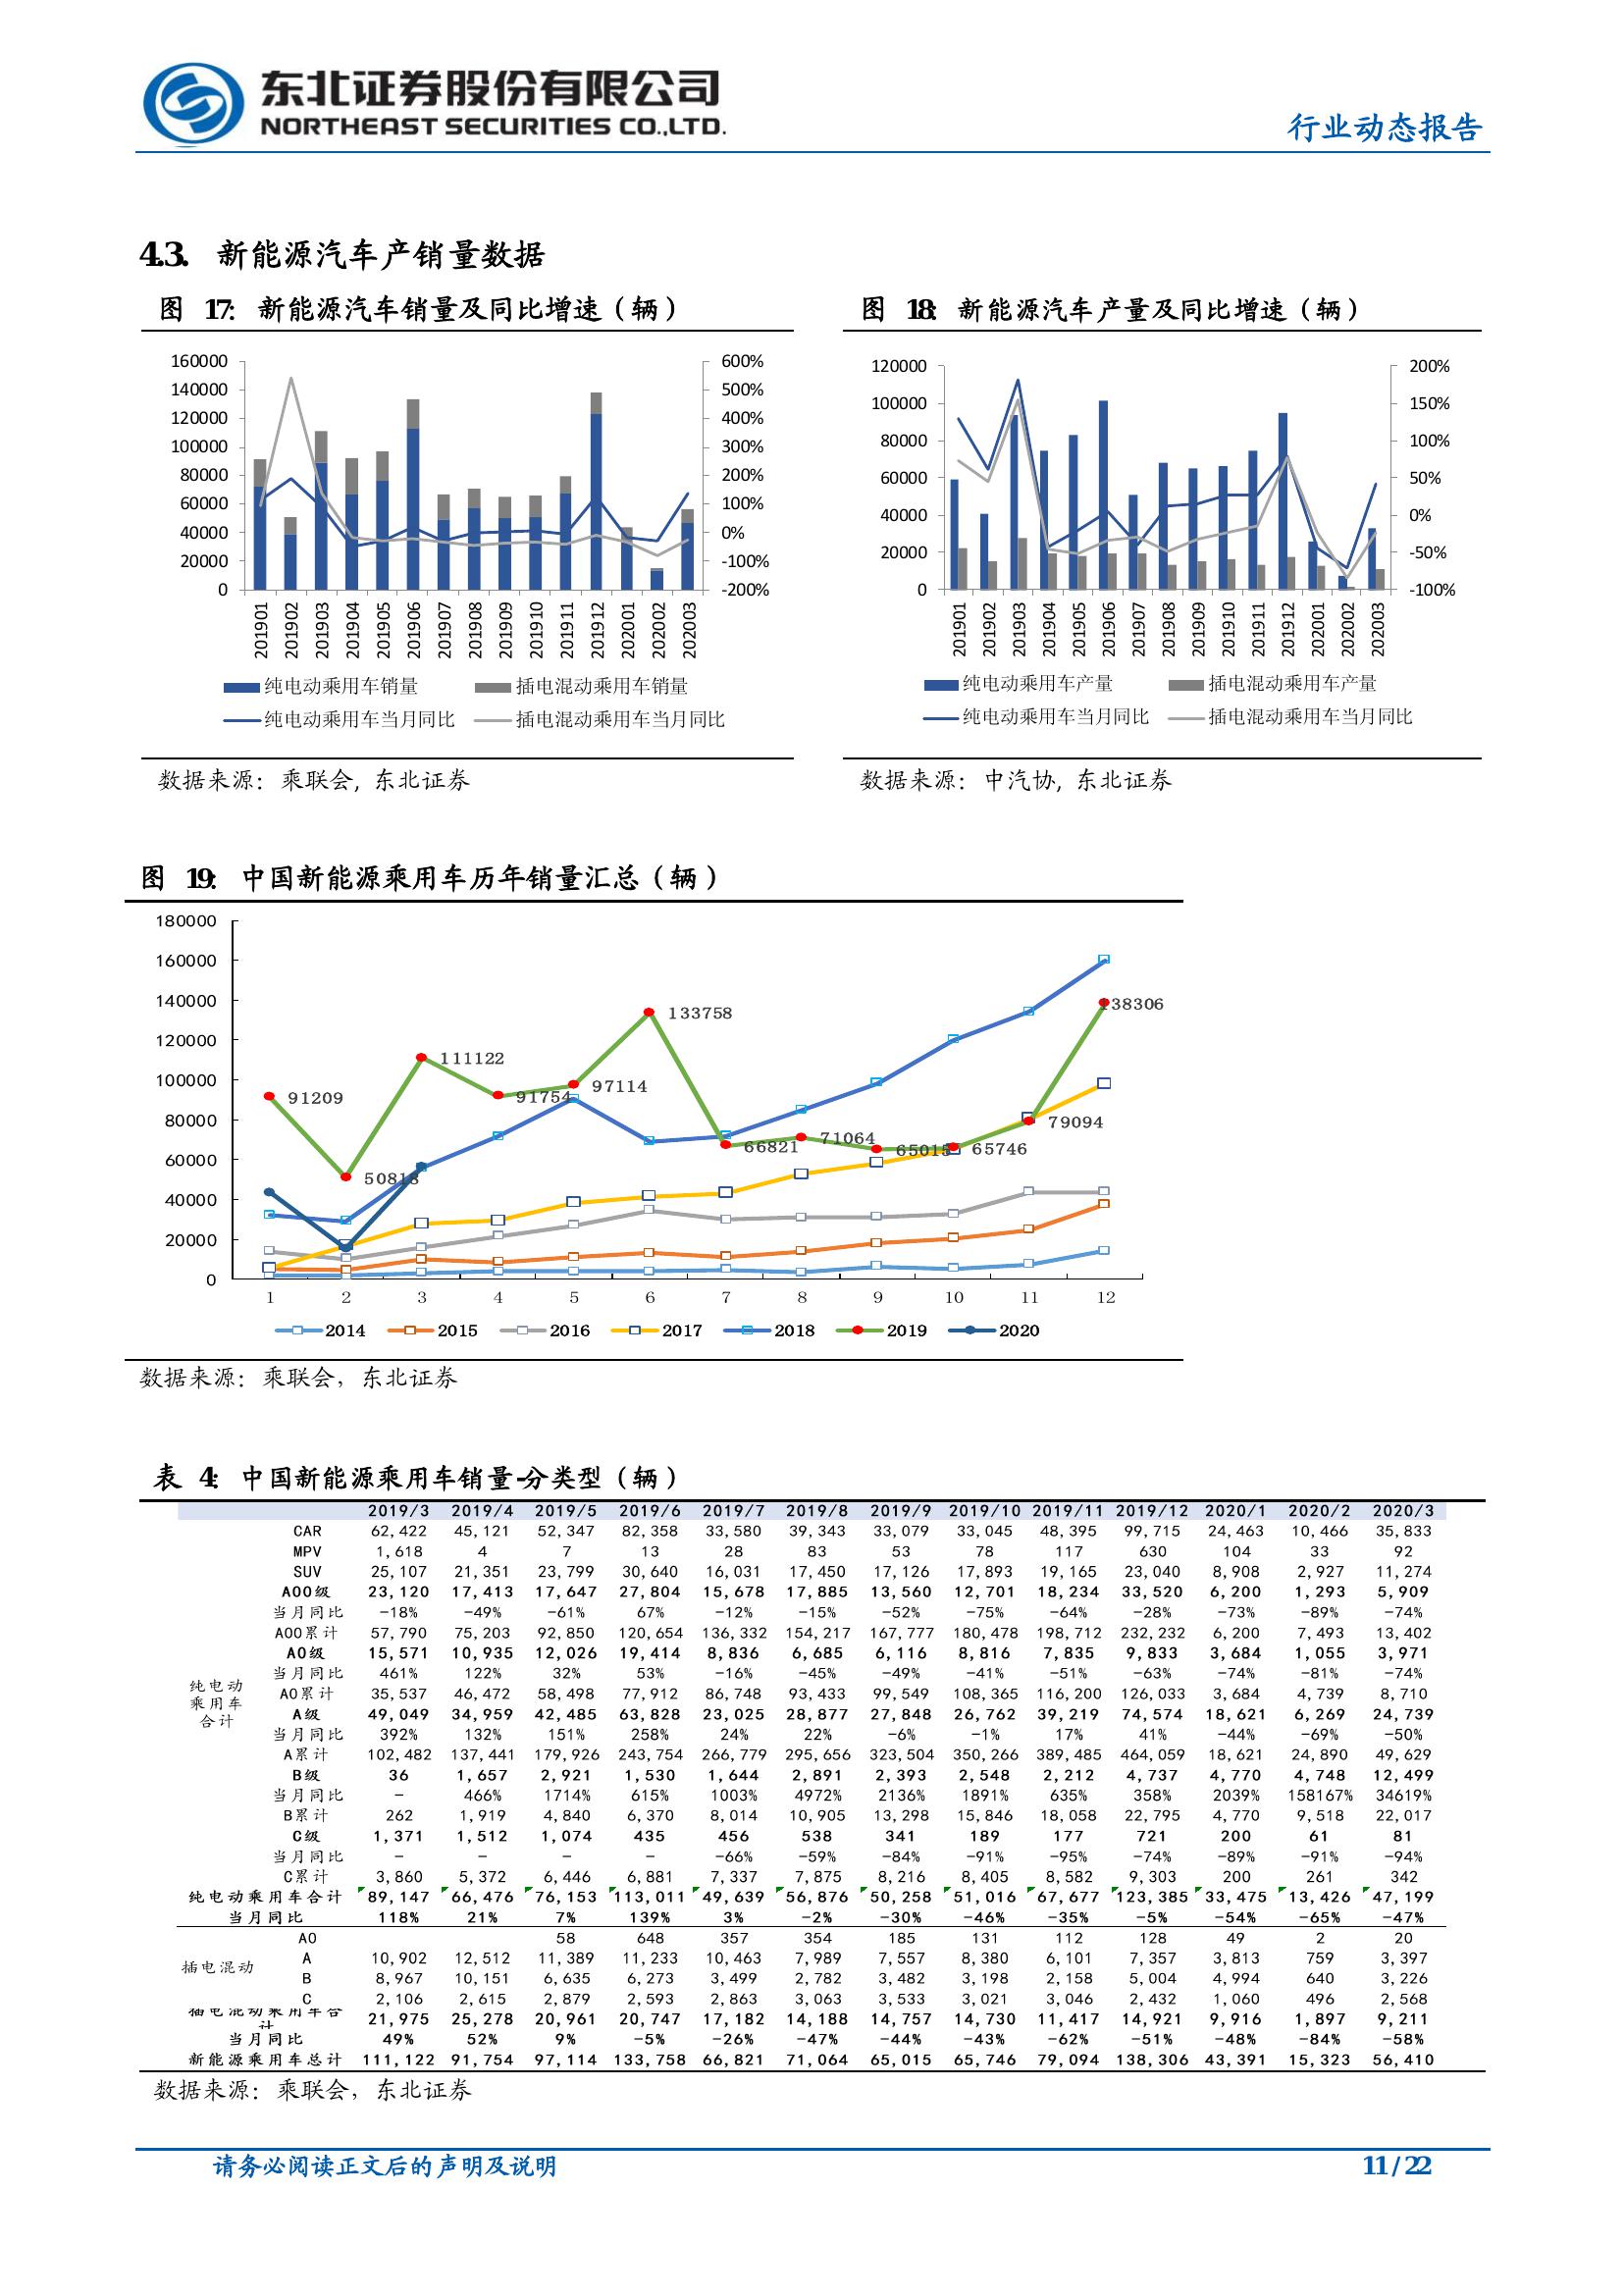 东北证券股份有限公司
NORTHEAST SECURITIES CO.,LTD.
行业动态报告
4.3. 新能源汽车产销量数据
图 17: 新能源汽车销量及同比增速（辆）
160000
140000
120000
100000
80000
60000
40000
20000
0
600%
500%
400%
300%
200%
100%
0%
-100%
-200%
201901 201902 201903 201904 201905 201906 201907 201908 201909 201910 201911 201912 202001 202002 202003
纯电动乘用车销量 插电混动乘用车销量
纯电动乘用车当月同比 插电混动乘用车当月同比
数据来源：乘联会, 东北证券
图 18: 新能源汽车产量及同比增速（辆）
120000
100000
80000
60000
40000
20000
0
200%
150%
100%
50%
0%
-50%
-100%
201901 201902 201903 201904 201905 201906 201907 201908 201909 201910 201911 201912 202001 202002 202003
纯电动乘用车产量 插电混动乘用车产量
纯电动乘用车当月同比 插电混动乘用车当月同比
数据来源：中汽协, 东北证券
图 19: 中国新能源乘用车历年销量汇总（辆）
180000
160000
140000
120000
100000
80000
60000
40000
20000
0
91209
50818
111122
91754
97114
133758
66821
71064
65015
65746
79094
138306
1 2 3 4 5 6 7 8 9 10 11 12
2014 2015 2016 2017 2018 2019 2020
数据来源：乘联会，东北证券
表 4: 中国新能源乘用车销量-分类型（辆）
2019/3 2019/4 2019/5 2019/6 2019/7 2019/8 2019/9 2019/10 2019/11 2019/12 2020/1 2020/2 2020/3
纯电动
乘用车
合计
CAR 62,422 45,121 52,347 82,358 33,580 39,343 33,079 33,045 48,395 99,715 24,463 10,466 35,833
MPV 1,618 4 7 13 28 83 53 78 117 630 104 33 92
SUV 25,107 21,351 23,799 30,640 16,031 17,450 17,126 17,893 19,165 23,040 8,908 2,927 11,274
A00级 23,120 17,413 17,647 27,804 15,678 17,885 13,560 12,701 18,234 33,520 6,200 1,293 5,909
当月同比 -18% -49% -61% 67% -12% -15% -52% -75% -64% -28% -73% -89% -74%
A00累计 57,790 75,203 92,850 120,654 136,332 154,217 167,777 180,478 198,712 232,232 6,200 7,493 13,402
A0级 15,571 10,935 12,026 19,414 8,836 6,685 6,116 8,816 7,835 9,833 3,684 1,055 3,971
当月同比 461% 122% 32% 53% -16% -45% -49% -41% -51% -63% -74% -81% -74%
A0累计 35,537 46,472 58,498 77,912 86,748 93,433 99,549 108,365 116,200 126,033 3,684 4,739 8,710
A级 49,049 34,959 42,485 63,828 23,025 28,877 27,848 26,762 39,219 74,574 18,621 6,269 24,739
当月同比 392% 132% 151% 258% 24% 22% -6% -1% 17% 41% -44% -69% -50%
A累计 102,482 137,441 179,926 243,754 266,779 295,656 323,504 350,266 389,485 464,059 18,621 24,890 49,629
B级 36 1,657 2,921 1,530 1,644 2,891 2,393 2,548 2,212 4,737 4,770 4,748 12,499
当月同比 - 466% 1714% 615% 1003% 4972% 2136% 1891% 635% 358% 2039% 158167% 34619%
B累计 262 1,919 4,840 6,370 8,014 10,905 13,298 15,846 18,058 22,795 4,770 9,518 22,017
C级 1,371 1,512 1,074 435 456 538 341 189 177 721 200 61 81
当月同比 - - - - -66% -59% -84% -91% -95% -74% -89% -91% -94%
C累计 3,860 5,372 6,446 6,881 7,337 7,875 8,216 8,405 8,582 9,303 200 261 342
纯电动乘用车合计 89,147 66,476 76,153 113,011 49,639 56,876 50,258 51,016 67,677 123,385 33,475 13,426 47,199
当月同比 118% 21% 7% 139% 3% -2% -30% -46% -35% -5% -54% -65% -47%
插电混动
A0 58 648 357 354 185 131 112 128 49 2 20
A 10,902 12,512 11,389 11,233 10,463 7,989 7,557 8,380 6,101 7,357 3,813 759 3,397
B 8,967 10,151 6,635 6,273 3,499 2,782 3,482 3,198 2,158 5,004 4,994 640 3,226
C 2,106 2,615 2,879 2,593 2,863 3,063 3,533 3,021 3,046 2,432 1,060 496 2,568
插电混动乘用车合计 21,975 25,278 20,961 20,747 17,182 14,188 14,757 14,730 11,417 14,921 9,916 1,897 9,211
当月同比 49% 52% 9% -5% -26% -47% -44% -43% -62% -51% -48% -84% -58%
新能源乘用车总计 111,122 91,754 97,114 133,758 66,821 71,064 65,015 65,746 79,094 138,306 43,391 15,323 56,410
数据来源：乘联会，东北证券
请务必阅读正文后的声明及说明
11 / 22